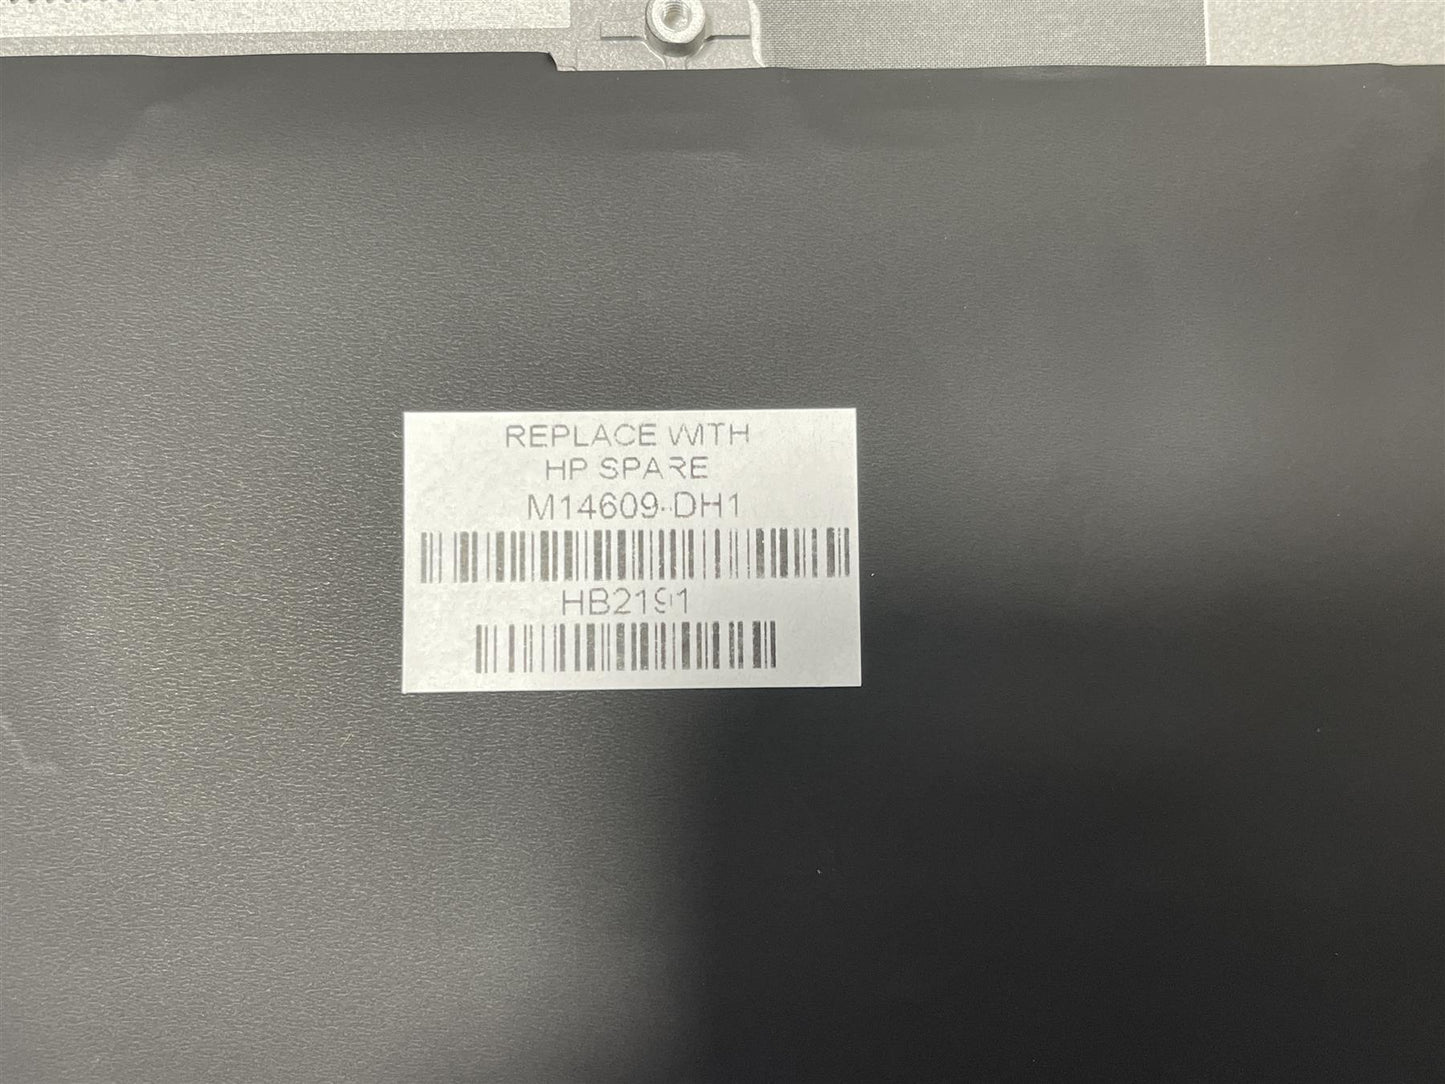 REPLACE WITH
HP SPARE
M14609-DH1
HB2191